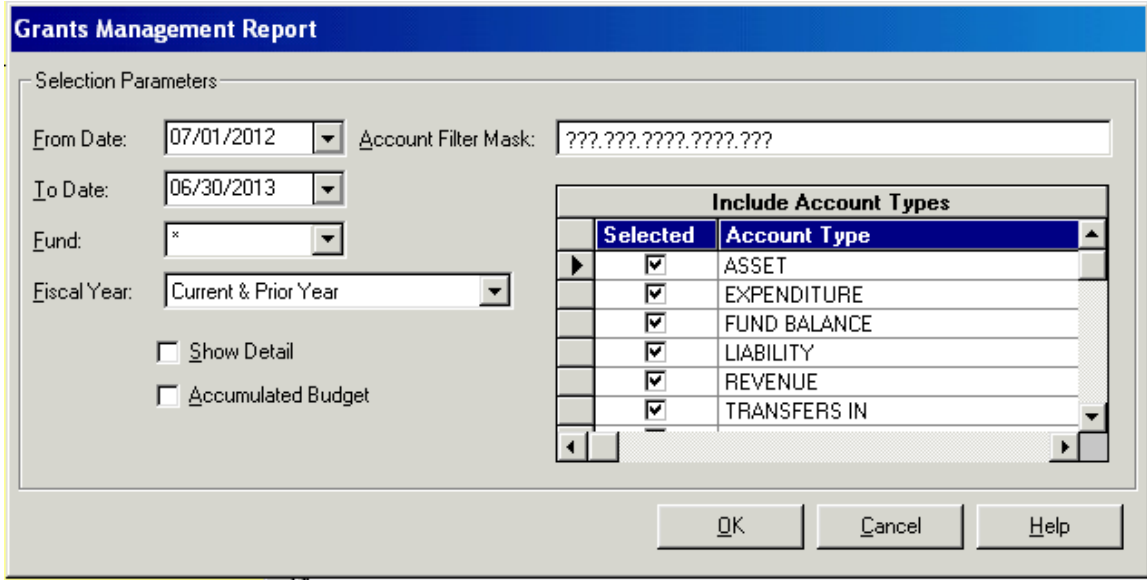 Grants Management Report
Selection Parameters
From Date: 07/01/2012 Account Filter Mask: ???.???.????.????.???
To Date: 06/30/2013
Include Account Types
Fund: *
Selected Account Type
ASSET
Fiscal Year: Current & Prior Year
EXPENDITURE
FUND BALANCE
Show Detail
LIABILITY
REVENUE
Accumulated Budget
TRANSFERS IN
OK Cancel Help